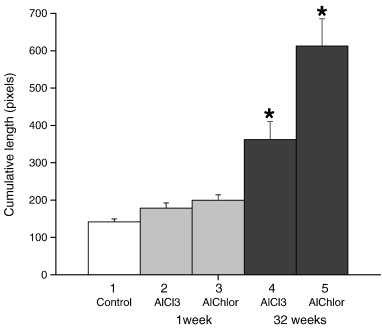 Cumulative length (pixels)
700
600
500
400
300
200
100
0
* *
1 2 3 4 5
Control AlCl3 AlChlor AlCl3 AlChlor
1week 32 weeks